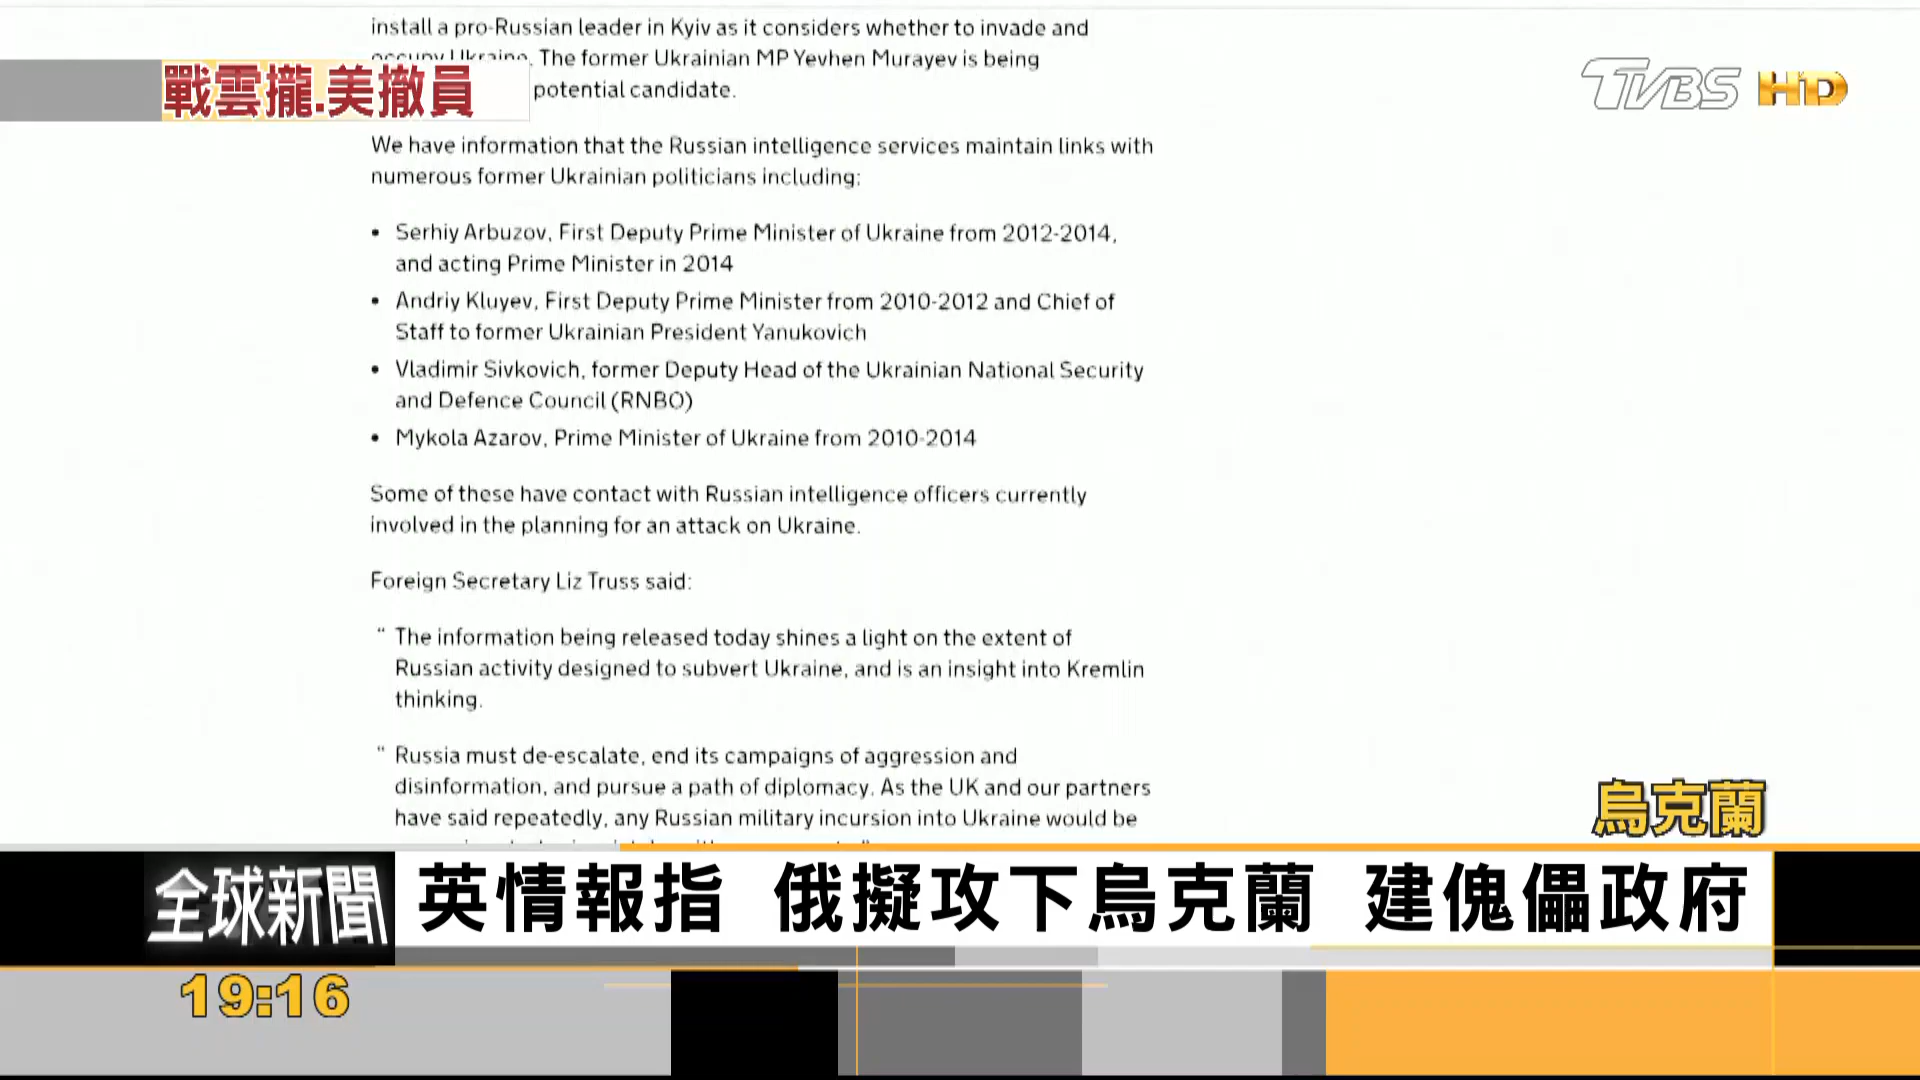 install a pro-Russian leader in Kyiv as it considers whether to invade and
occupy Ukraine. The former Ukrainian MP Yevhen Murayev is being
potential candidate.
戰雲攏.美撤員
TVBS HD
We have information that the Russian intelligence services maintain links with
numerous former Ukrainian politicians including:
• Serhiy Arbuzov, First Deputy Prime Minister of Ukraine from 2012-2014,
and acting Prime Minister in 2014
• Andriy Kluyev, First Deputy Prime Minister from 2010-2012 and Chief of
Staff to former Ukrainian President Yanukovich
• Vladimir Sivkovich, former Deputy Head of the Ukrainian National Security
and Defence Council (RNBO)
• Mykola Azarov, Prime Minister of Ukraine from 2010-2014
Some of these have contact with Russian intelligence officers currently
involved in the planning for an attack on Ukraine.
Foreign Secretary Liz Truss said:
“ The information being released today shines a light on the extent of
Russian activity designed to subvert Ukraine, and is an insight into Kremlin
thinking.
“ Russia must de-escalate, end its campaigns of aggression and
disinformation, and pursue a path of diplomacy. As the UK and our partners
have said repeatedly, any Russian military incursion into Ukraine would be
烏克蘭
全球新聞
英情報指 俄擬攻下烏克蘭 建傀儡政府
19:16